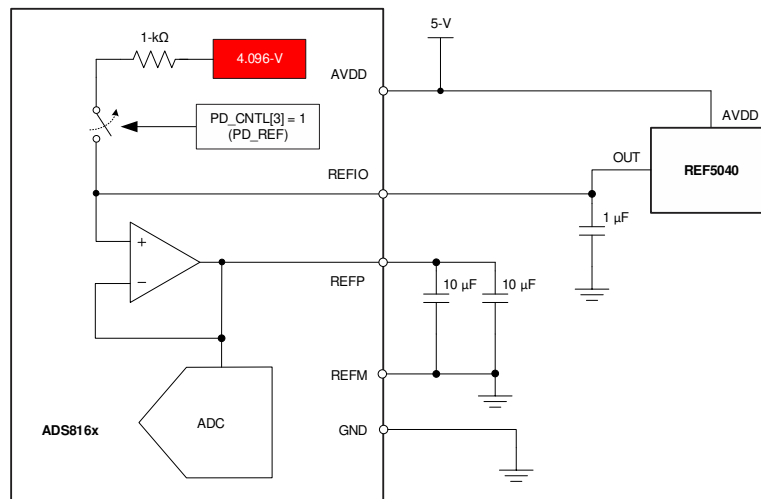 1-kΩ
4.096-V
5-V
AVDD
PD_CNTL[3] = 1
(PD_REF)
AVDD
OUT
REF5040
REFIO
1 µF
REFP
10 µF
10 µF
REFM
ADC
ADS816x
GND